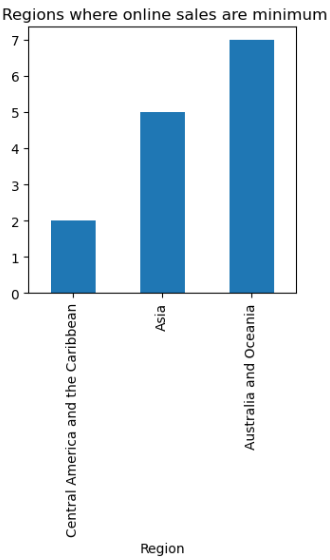 Regions where online sales are minimum
7
6
5
4
3
2
1
0
Central America and the Caribbean
Asia
Australia and Oceania
Region